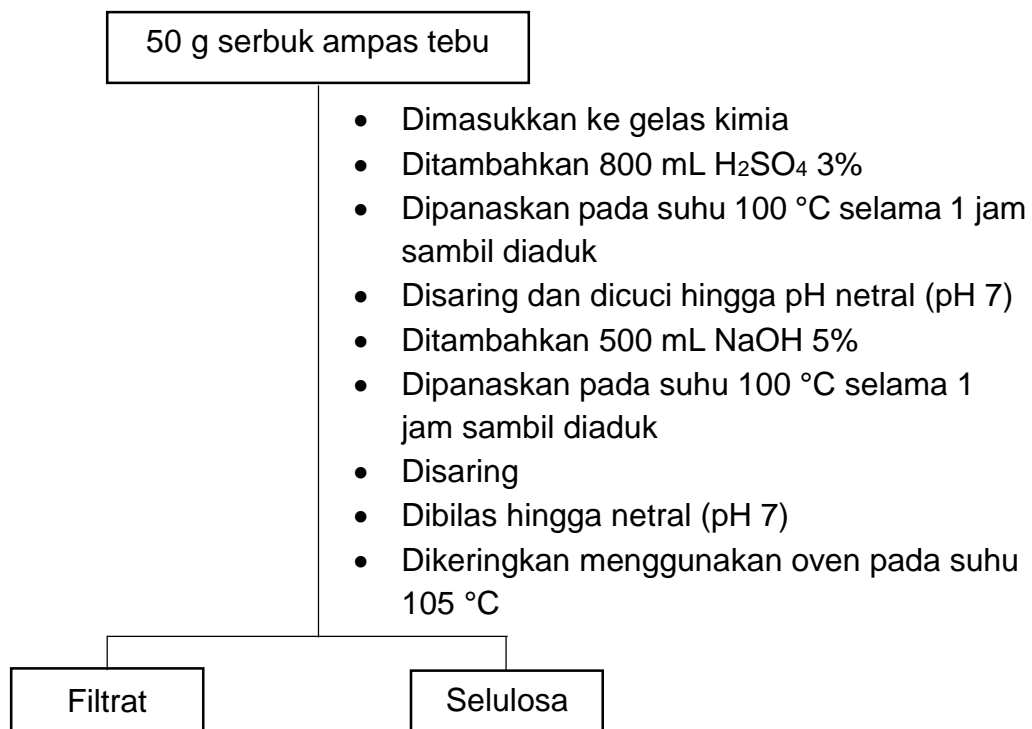 50 g serbuk ampas tebu
• Dimasukkan ke gelas kimia
• Ditambahkan 800 mL H₂SO₄ 3%
• Dipanaskan pada suhu 100 °C selama 1 jam
sambil diaduk
• Disaring dan dicuci hingga pH netral (pH 7)
• Ditambahkan 500 mL NaOH 5%
• Dipanaskan pada suhu 100 °C selama 1
jam sambil diaduk
• Disaring
• Dibilas hingga netral (pH 7)
• Dikeringkan menggunakan oven pada suhu
105 °C
Filtrat
Selulosa